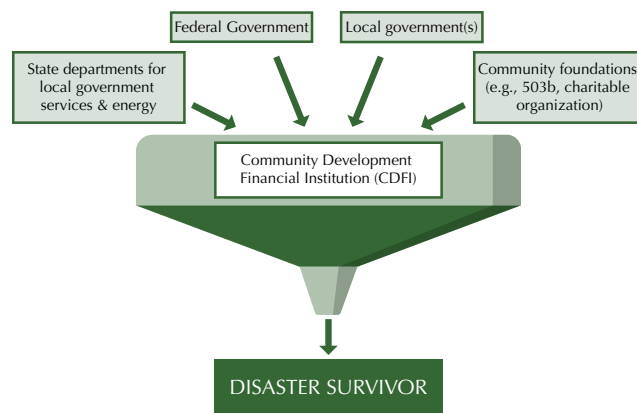 Federal Government
Local government(s)
State departments for
local government
services & energy
Community foundations
(e.g., 503b, charitable
organization)
Community Development
Financial Institution (CDFI)
DISASTER SURVIVOR